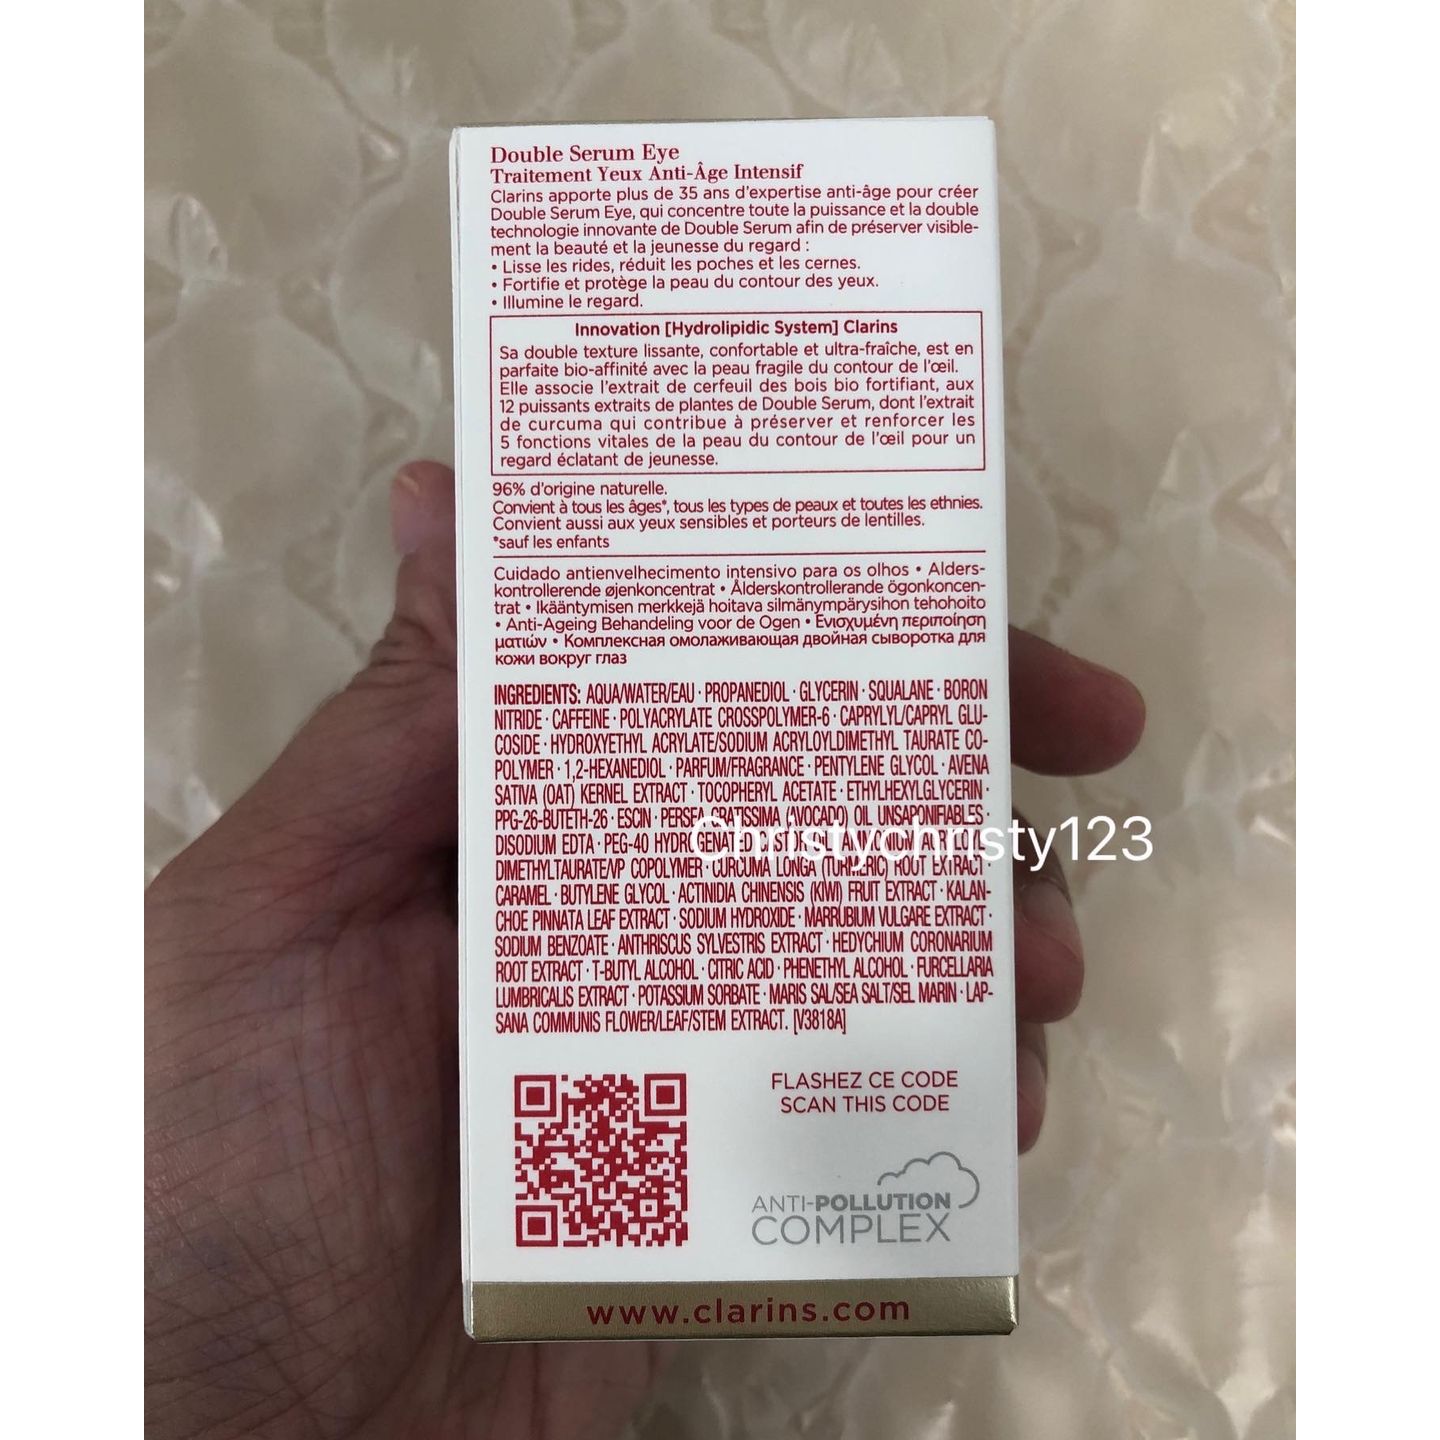 Double Serum Eye
Traitement Yeux Anti-Âge Intensif
Clarins apporte plus de 35 ans d'expertise anti-âge pour créer
Double Serum Eye, qui concentre toute la puissance et la double
technologie innovante de Double Serum afin de préserver visible-
ment la beauté et la jeunesse du regard :
• Lisse les rides, réduit les poches et les cernes.
• Fortifie et protège la peau du contour des yeux.
• Illumine le regard.
Innovation [Hydrolipidic System] Clarins
Sa double texture lissante, confortable et ultra-fraîche, est en
parfaite bio-affinité avec la peau fragile du contour de l'œil.
Elle associe l'extrait de cerfeuil des bois bio fortifiant, aux
12 puissants extraits de plantes de Double Serum, dont l'extrait
de curcuma qui contribue à préserver et renforcer les
5 fonctions vitales de la peau du contour de l'œil pour un
regard éclatant de jeunesse.
96% d'origine naturelle.
Convient à tous les âges*, tous les types de peaux et toutes les ethnies.
Convient aussi aux yeux sensibles et porteurs de lentilles.
*sauf les enfants
Cuidado antienvelhecimento intensivo para os olhos • Alders-
kontrollerende øjenkoncentrat • Ålderskontrollerande ögonkoncen-
trat • Ikääntymisen merkkejä hoitava silmänympärysihon tehohoito
• Anti-Ageing Behandeling voor de Ogen • Ενισχυμένη περιποίηση
ματιών • Комплексная омолаживающая двойная сыворотка для
кожи вокруг глаз
INGREDIENTS: AQUA/WATER/EAU · PROPANEDIOL · GLYCERIN · SQUALANE · BORON
NITRIDE · CAFFEINE · POLYACRYLATE CROSSPOLYMER-6 · CAPRYLYL/CAPRYL GLU-
COSIDE · HYDROXYETHYL ACRYLATE/SODIUM ACRYLOYLDIMETHYL TAURATE CO-
POLYMER · 1,2-HEXANEDIOL · PARFUM/FRAGRANCE · PENTYLENE GLYCOL · AVENA
SATIVA (OAT) KERNEL EXTRACT · TOCOPHERYL ACETATE · ETHYLHEXYLGLYCERIN ·
PPG-26-BUTETH-26 · ESCIN · PERSEA GRATISSIMA (AVOCADO) OIL UNSAPONIFIABLES ·
DISODIUM EDTA · PEG-40 HYDROGENATED CASTOR OIL · AMMONIUM ACRYLOYL-
DIMETHYLTAURATE/VP COPOLYMER · CURCUMA LONGA (TURMERIC) ROOT EXTRACT ·
CARAMEL · BUTYLENE GLYCOL · ACTINIDIA CHINENSIS (KIWI) FRUIT EXTRACT · KALAN-
CHOE PINNATA LEAF EXTRACT · SODIUM HYDROXIDE · MARRUBIUM VULGARE EXTRACT ·
SODIUM BENZOATE · ANTHRISCUS SYLVESTRIS EXTRACT · HEDYCHIUM CORONARIUM
ROOT EXTRACT · T-BUTYL ALCOHOL · CITRIC ACID · PHENETHYL ALCOHOL · FURCELLARIA
LUMBRICALIS EXTRACT · POTASSIUM SORBATE · MARIS SAL/SEA SALT/SEL MARIN · LAP-
SANA COMMUNIS FLOWER/LEAF/STEM EXTRACT. [V3818A]
Christychristy123
FLASHEZ CE CODE
SCAN THIS CODE
ANTI-POLLUTION
COMPLEX
www.clarins.com